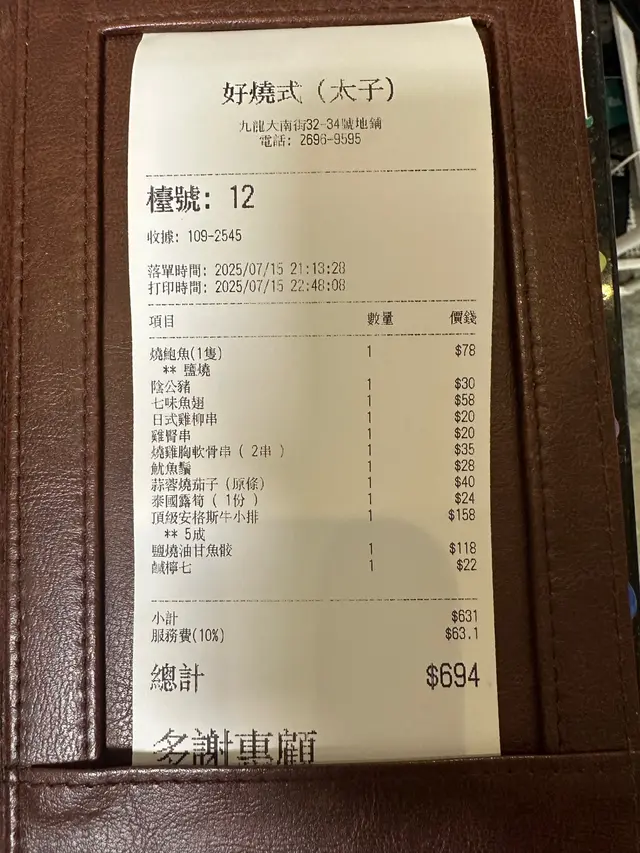 好燒式（太子）
九龍大南街32-34號地鋪
電話: 2696-9595
檯號: 12
收據: 109-2545
落單時間: 2025/07/15 21:13:28
打印時間: 2025/07/15 22:48:08
項目 數量 價錢
燒鮑魚(1隻) 1 $78
** 鹽燒
陰公豬 1 $30
七味魚翅 1 $58
日式雞柳串 1 $20
雞腎串 1 $20
燒雞胸軟骨串 ( 2串 ) 1 $35
魷魚鬚 1 $28
蒜蓉燒茄子 (原條) 1 $40
泰國露筍 ( 1份 ) 1 $24
頂級安格斯牛小排 1 $158
** 5成
鹽燒油甘魚骹 1 $118
鹹檸七 1 $22
小計 $631
服務費(10%) $63.1
總計 $694
多謝惠顧